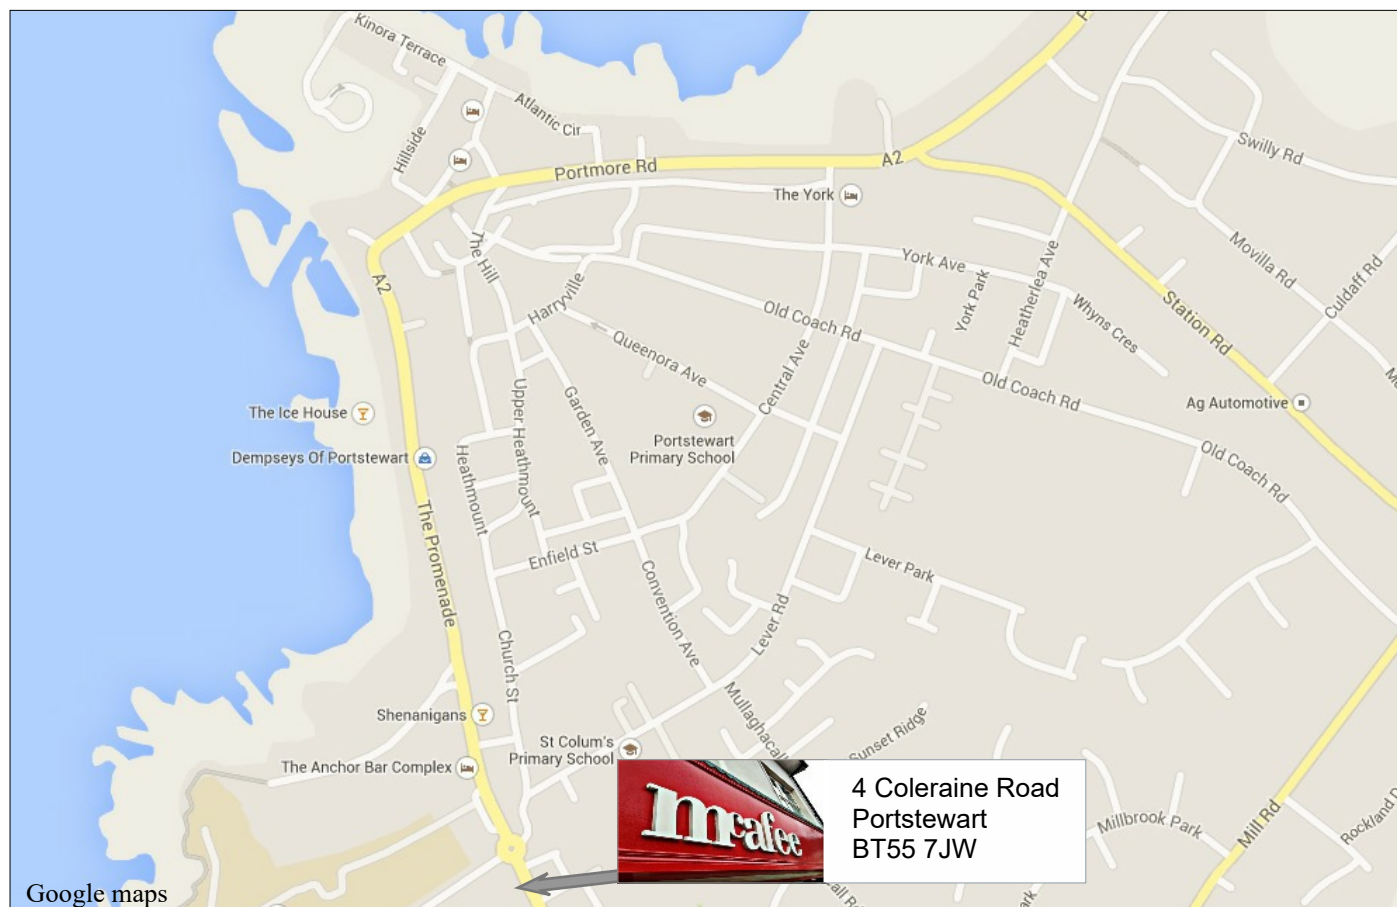 Kinora Terrace
Atlantic Cir
Hillside
Portmore Rd
A2
The York
Swilly Rd
Movilla Rd
Culdaff Rd
The Hill
A2
Harryville
York Ave
York Park
Heatherlea Ave
Whyns Cres
Station Rd
Old Coach Rd
Queenora Ave
Central Ave
Old Coach Rd
Ag Automotive
The Ice House
Dempseys Of Portstewart
Upper Heathmount
Garden Ave
Heathmount
Portstewart
Primary School
Old Coach Rd
The Promenade
Enfield St
Convention Ave
Lever Park
Lever Rd
Church St
Shenanigans
The Anchor Bar Complex
St Colum's
Primary School
Sunset Ridge
mcafee
4 Coleraine Road
Portstewart
BT55 7JW
Millbrook Park
Mill Rd
Google maps